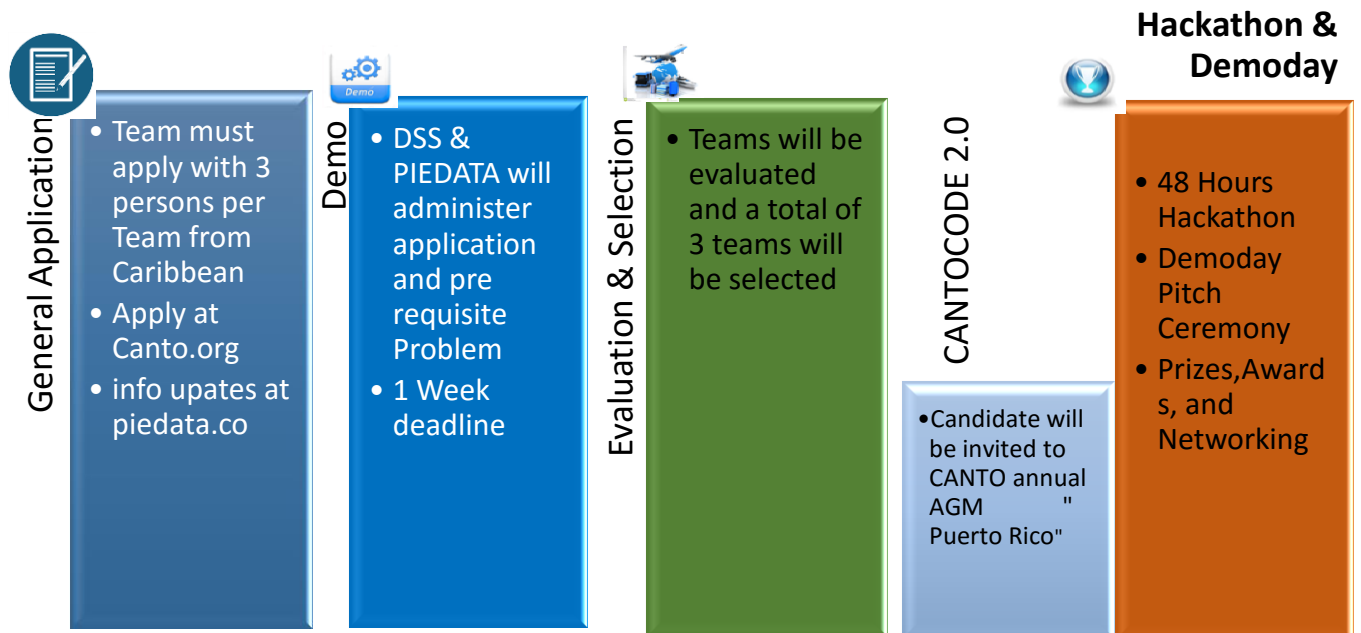 General Application
• Team must
apply with 3
persons per
Team from
Caribbean
• Apply at
Canto.org
• info upates at
piedata.co
Demo
Demo
• DSS &
PIEDATA will
administer
application
and pre
requisite
Problem
• 1 Week
deadline
Evaluation & Selection
• Teams will be
evaluated
and a total of
3 teams will
be selected
CANTOCODE 2.0
•Candidate will
be invited to
CANTO annual
AGM "
Puerto Rico"
Hackathon &
Demoday
• 48 Hours
Hackathon
• Demoday
Pitch
Ceremony
• Prizes,Award
s, and
Networking